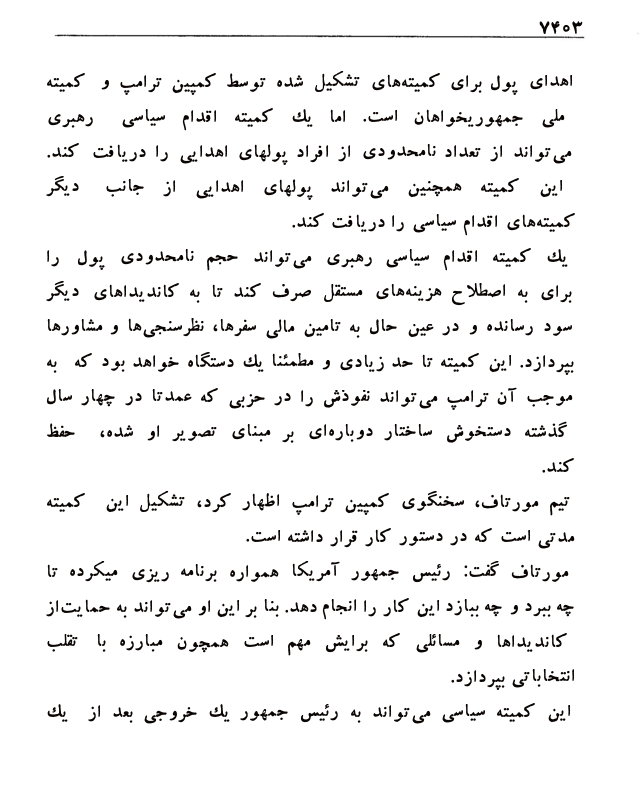 ۷۴۰۳
اهدای پول برای کمیته‌های تشکیل شده توسط کمپین ترامپ و کمیته
ملی جمهوریخواهان است. اما یك کمیته اقدام سیاسی رهبری
می‌تواند از تعداد نامحدودی از افراد پولهای اهدایی را دریافت کند.
این کمیته همچنین می‌تواند پولهای اهدایی از جانب دیگر
کمیته‌های اقدام سیاسی را دریافت کند.
یك کمیته اقدام سیاسی رهبری می‌تواند حجم نامحدودی پول را
برای به اصطلاح هزینه‌های مستقل صرف کند تا به کاندیداهای دیگر
سود رسانده و در عین حال به تامین مالی سفرها، نظرسنجی‌ها و مشاورها
بپردازد. این کمیته تا حد زیادی و مطمئنا یك دستگاه خواهد بود که به
موجب آن ترامپ می‌تواند نفوذش را در حزبی که عمدتا در چهار سال
گذشته دستخوش ساختار دوباره‌ای بر مبنای تصویر او شده، حفظ
کند.
تیم مورتاف، سخنگوی کمپین ترامپ اظهار کرد، تشکیل این کمیته
مدتی است که در دستور کار قرار داشته است.
مورتاف گفت: رئیس جمهور آمریکا همواره برنامه ریزی میکرده تا
چه ببرد و چه ببازد این کار را انجام دهد. بنا بر این او می‌تواند به حمایت‌از
کاندیداها و مسائلی که برایش مهم است همچون مبارزه با تقلب
انتخاباتی بپردازد.
این کمیته سیاسی می‌تواند به رئیس جمهور یك خروجی بعد از یك